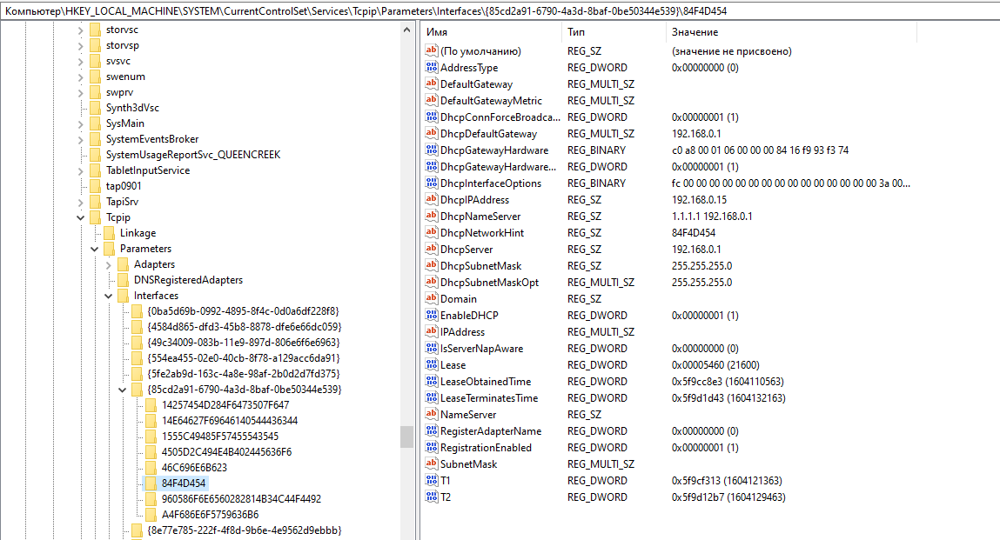 Компьютер\HKEY_LOCAL_MACHINE\SYSTEM\CurrentControlSet\Services\Tcpip\Parameters\Interfaces\{85cd2a91-6790-4a3d-8baf-0be50344e539}\84F4D454
storvsc
storvsp
svsvc
swenum
swprv
Synth3dVsc
SysMain
SystemEventsBroker
SystemUsageReportSvc_QUEENCREEK
TabletInputService
tap0901
TapiSrv
Tcpip
Linkage
Parameters
Adapters
DNSRegisteredAdapters
Interfaces
{0ba5d69b-0992-4895-8f4c-0d0a6df228f8}
{4584d865-dfd3-45b8-8878-dfe6e66dc059}
{49c34009-083b-11e9-897d-806e6f6e6963}
{554ea455-02e0-40cb-8f78-a129acc6da91}
{5fe2ab9d-163c-4a8e-98af-2b0d2d7fd375}
{85cd2a91-6790-4a3d-8baf-0be50344e539}
14257454D284F6473507F647
14E64627F69646140544436344
1555C49485F57455543545
4505D2C494E4B402445636F6
46C696E6B623
84F4D454
960586F6E6560282814B34C44F4492
A4F686E6F5759636B6
{8e77e785-222f-4f8d-9b6e-4e9562d9ebbb}
Имя Тип Значение
(По умолчанию) REG_SZ (значение не присвоено)
AddressType REG_DWORD 0x00000000 (0)
DefaultGateway REG_MULTI_SZ
DefaultGatewayMetric REG_MULTI_SZ
DhcpConnForceBroadca... REG_DWORD 0x00000001 (1)
DhcpDefaultGateway REG_MULTI_SZ 192.168.0.1
DhcpGatewayHardware REG_BINARY c0 a8 00 01 06 00 00 00 84 16 f9 93 f3 74
DhcpGatewayHardware... REG_DWORD 0x00000001 (1)
DhcpInterfaceOptions REG_BINARY fc 00 00 00 00 00 00 00 00 00 00 00 00 00 00 00 3a 00...
DhcpIPAddress REG_SZ 192.168.0.15
DhcpNameServer REG_SZ 1.1.1.1 192.168.0.1
DhcpNetworkHint REG_SZ 84F4D454
DhcpServer REG_SZ 192.168.0.1
DhcpSubnetMask REG_SZ 255.255.255.0
DhcpSubnetMaskOpt REG_MULTI_SZ 255.255.255.0
Domain REG_SZ
EnableDHCP REG_DWORD 0x00000001 (1)
IPAddress REG_MULTI_SZ
IsServerNapAware REG_DWORD 0x00000000 (0)
Lease REG_DWORD 0x00005460 (21600)
LeaseObtainedTime REG_DWORD 0x5f9cc8e3 (1604110563)
LeaseTerminatesTime REG_DWORD 0x5f9d1d43 (1604132163)
NameServer REG_SZ
RegisterAdapterName REG_DWORD 0x00000000 (0)
RegistrationEnabled REG_DWORD 0x00000001 (1)
SubnetMask REG_MULTI_SZ
T1 REG_DWORD 0x5f9cf313 (1604121363)
T2 REG_DWORD 0x5f9d12b7 (1604129463)